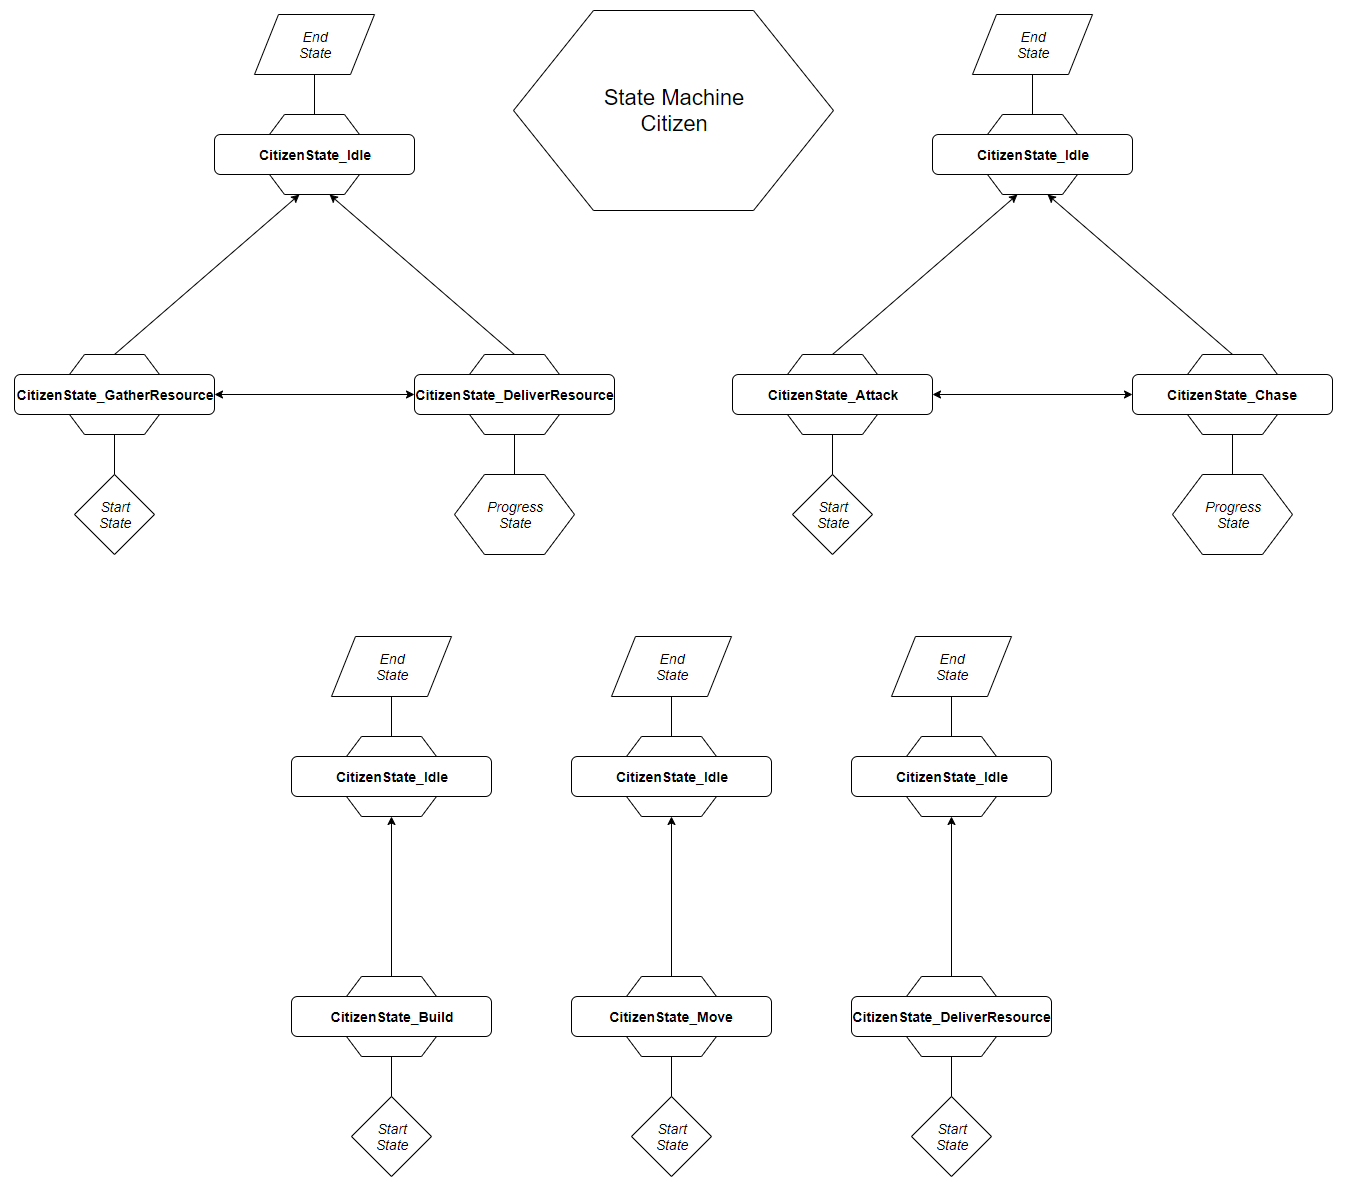 End
State
State Machine
Citizen
End
State
CitizenState_Idle
CitizenState_Idle
CitizenState_GatherResource
CitizenState_DeliverResource
CitizenState_Attack
CitizenState_Chase
Start
State
Progress
State
Start
State
Progress
State
End
State
End
State
End
State
CitizenState_Idle
CitizenState_Idle
CitizenState_Idle
CitizenState_Build
CitizenState_Move
CitizenState_DeliverResource
Start
State
Start
State
Start
State